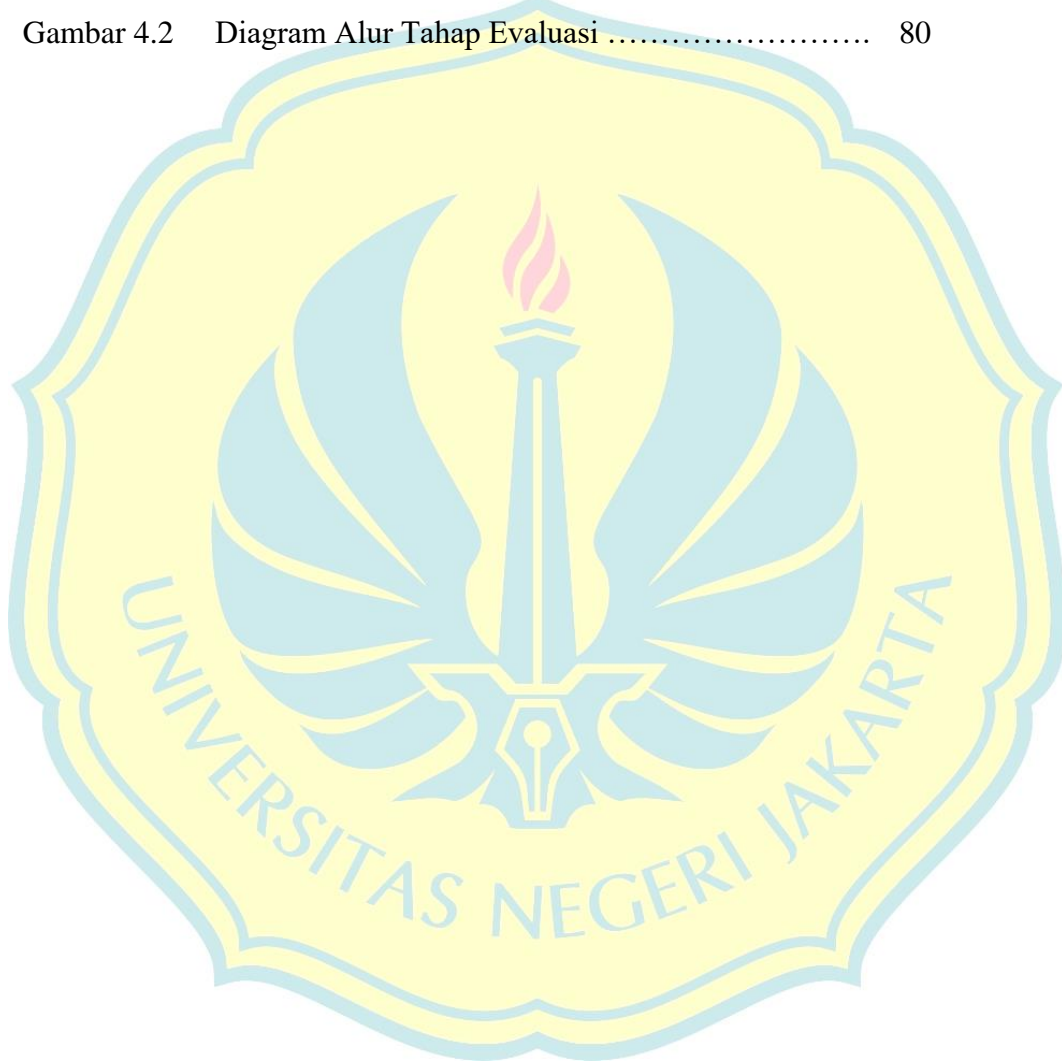 Gambar 4.2 Diagram Alur Tahap Evaluasi ……………………. 80
UNIVERSITAS NEGERI JAKARTA